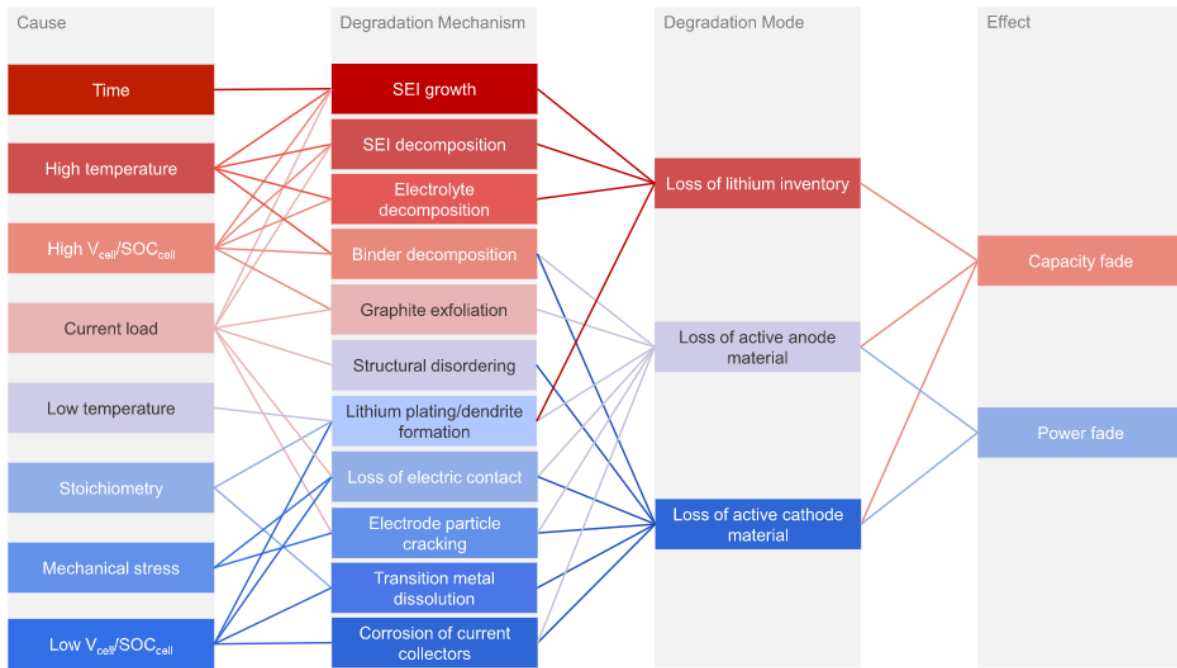 Cause
Degradation Mechanism
Degradation Mode
Effect
Time
High temperature
High Vcell/SOCcell
Current load
Low temperature
Stoichiometry
Mechanical stress
Low Vcell/SOCcell
SEI growth
SEI decomposition
Electrolyte
decomposition
Binder decomposition
Graphite exfoliation
Structural disordering
Lithium plating/dendrite
formation
Loss of electric contact
Electrode particle
cracking
Transition metal
dissolution
Corrosion of current
collectors
Loss of lithium inventory
Loss of active anode
material
Loss of active cathode
material
Capacity fade
Power fade